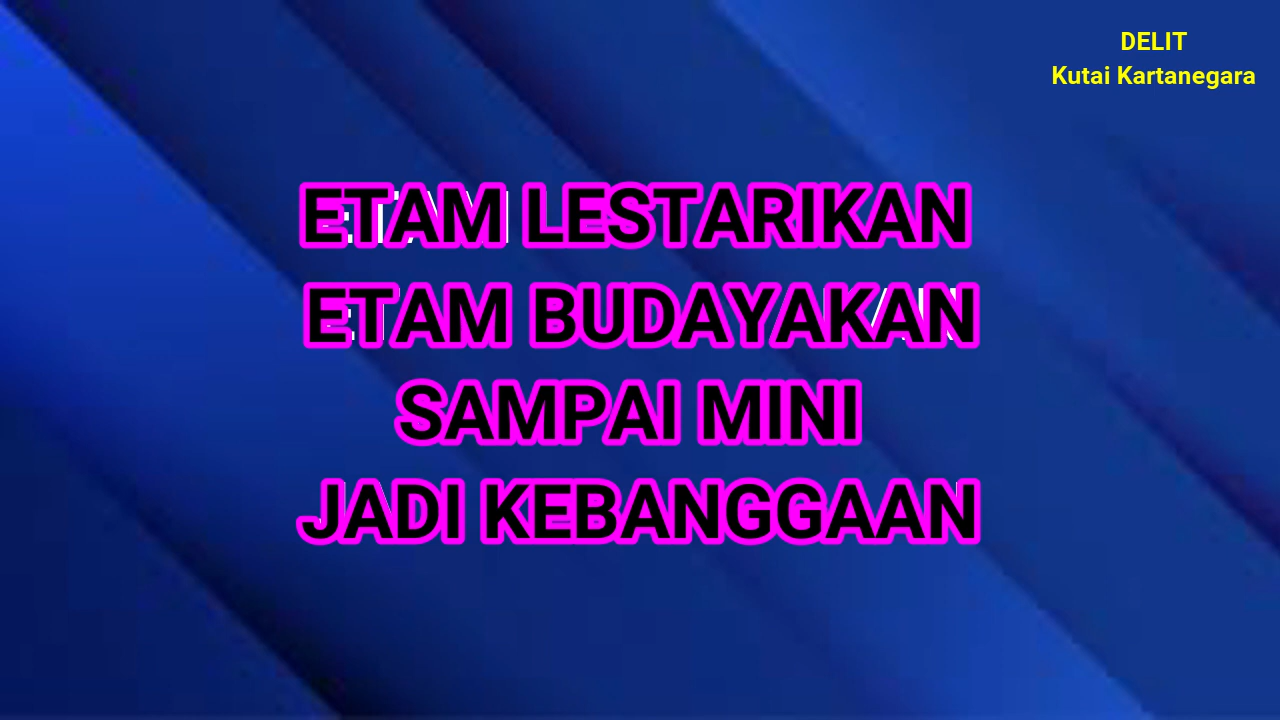 DELIT
Kutai Kartanegara
ETAM LESTARIKAN
ETAM BUDAYAKAN
SAMPAI MINI
JADI KEBANGGAAN